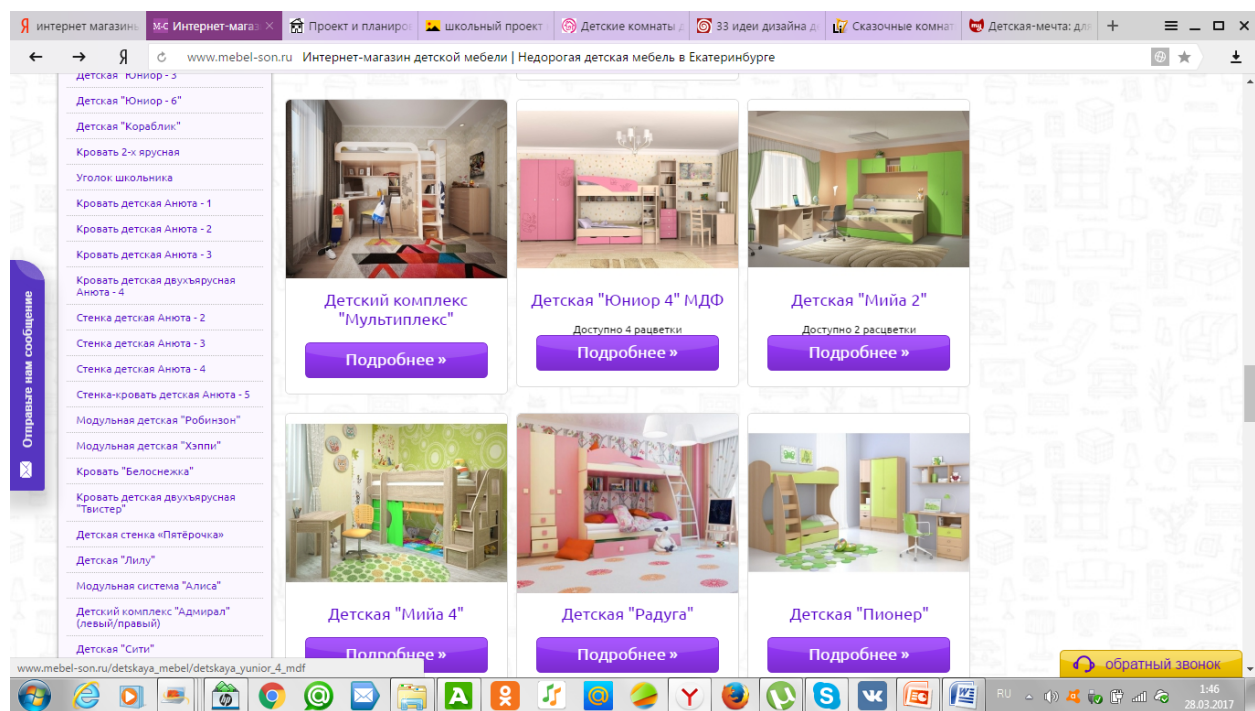 интернет магазины
М-С Интернет-магаз
Проект и планиров
школьный проект
Детские комнаты д
33 идеи дизайна д
Сказочные комнат
Детская-мечта: для
www.mebel-son.ru Интернет-магазин детской мебели | Недорогая детская мебель в Екатеринбурге
Детская "Юниор - 3"
Детская "Юниор - 6"
Детская "Кораблик"
Кровать 2-х ярусная
Уголок школьника
Кровать детская Анюта - 1
Кровать детская Анюта - 2
Кровать детская Анюта - 3
Кровать детская двухъярусная
Анюта - 4
Стенка детская Анюта - 2
Стенка детская Анюта - 3
Стенка детская Анюта - 4
Стенка-кровать детская Анюта - 5
Модульная детская "Робинзон"
Модульная детская "Хэппи"
Кровать "Белоснежка"
Кровать детская двухъярусная
"Твистер"
Детская стенка «Пятёрочка»
Детская "Лилу"
Модульная система "Алиса"
Детский комплекс "Адмирал"
(левый/правый)
Детская "Сити"
Отправьте нам сообщение
Детский комплекс
"Мультиплекс"
Подробнее »
Детская "Юниор 4" МДФ
Доступно 4 рацветки
Подробнее »
Детская "Мийа 2"
Доступно 2 расцветки
Подробнее »
Детская "Мийа 4"
Подробнее »
Детская "Радуга"
Подробнее »
Детская "Пионер"
Подробнее »
www.mebel-son.ru/detskaya_mebel/detskaya_yunior_4_mdf
обратный звонок
RU
1:46
28.03.2017